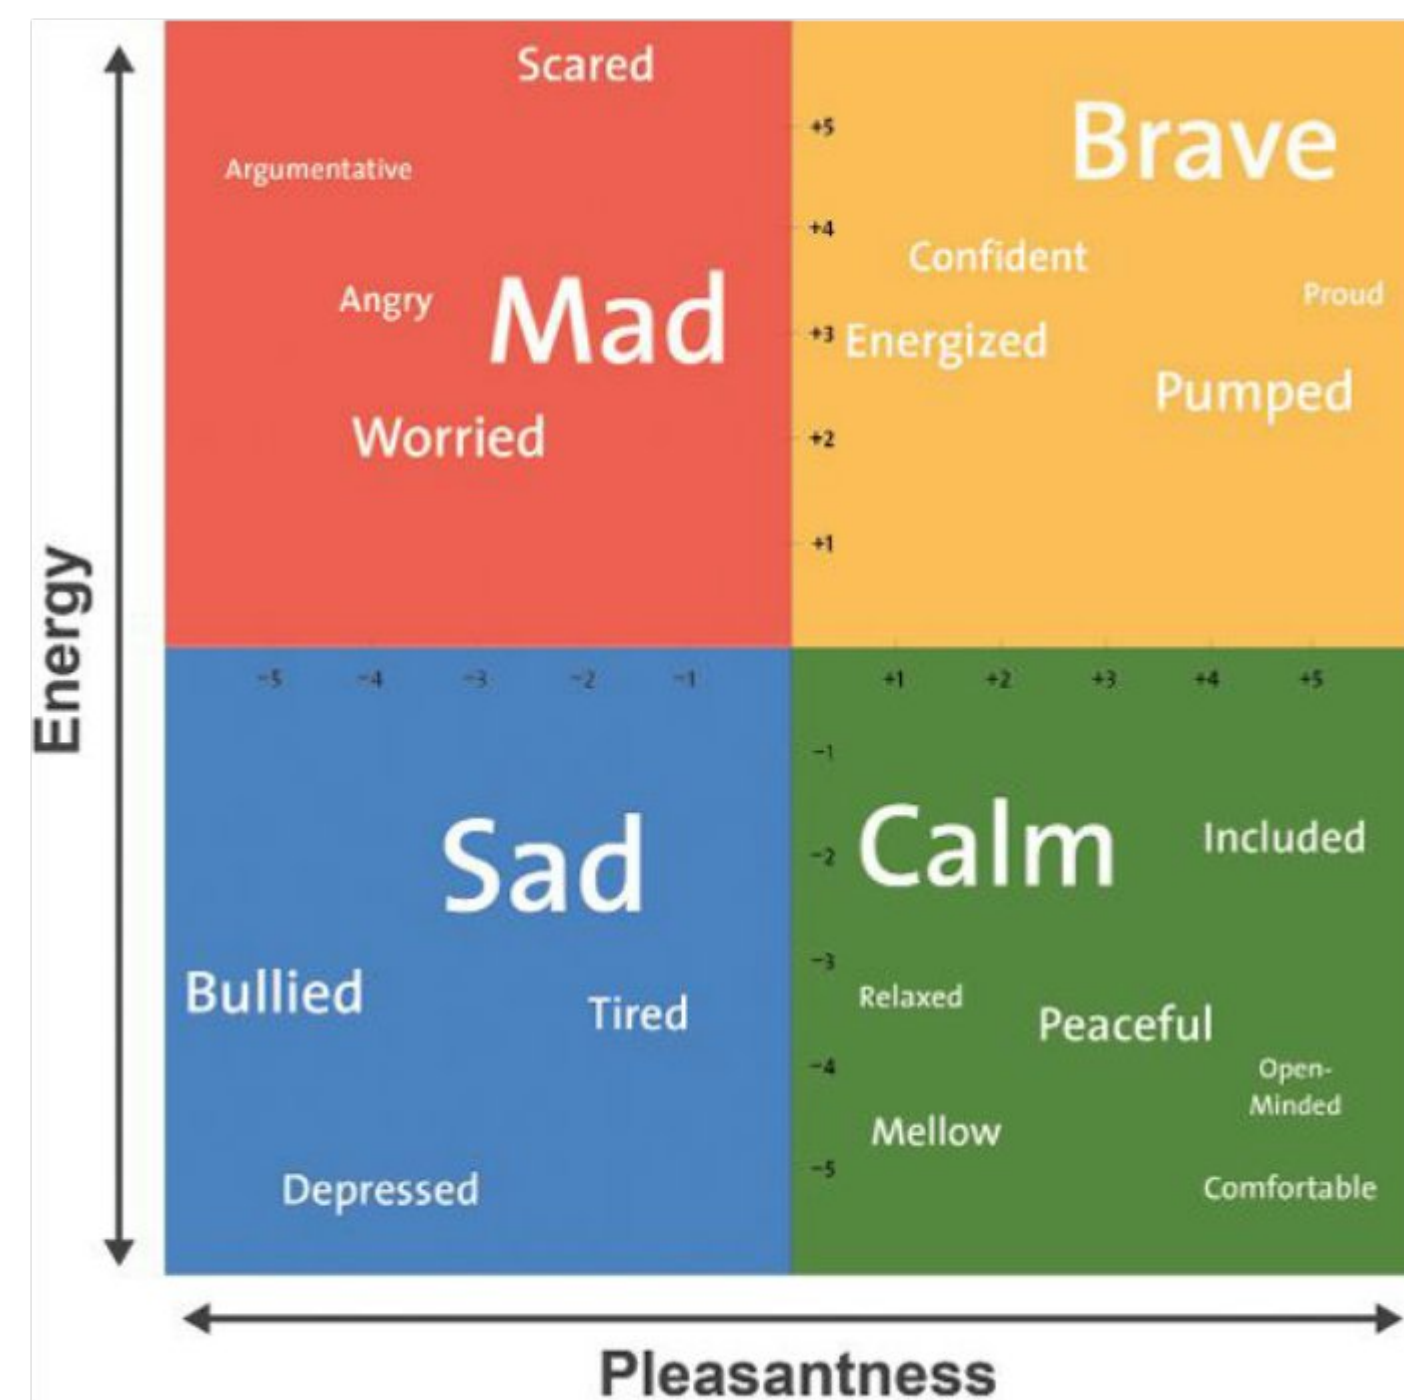 Scared
+5
Brave
Argumentative
+4
Confident
Angry
Mad
Proud
+3
Energized
Pumped
Worried
+2
+1
Energy
−5 −4 −3 −2 −1
+1 +2 +3 +4 +5
−1
Sad
−2
Calm
Included
Bullied
Tired
−3
Relaxed
Peaceful
−4
Open-
Minded
Mellow
−5
Depressed
Comfortable
Pleasantness